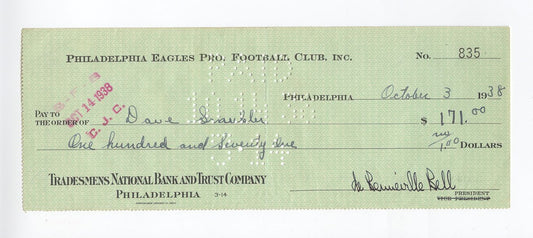 PHILADELPHIA EAGLES PRO. FOOTBALL CLUB, INC. No. 835
OCT 14 1938
C. J. C.
PHILADELPHIA October 3 1938
PAY TO
THE ORDER OF Dave $ 171.00
One hundred and Seventy One no/100 DOLLARS
TRADESMENS NATIONAL BANK AND TRUST COMPANY
PHILADELPHIA 3-14
de Benneville Bell
PRESIDENT
VICE PRESIDENT